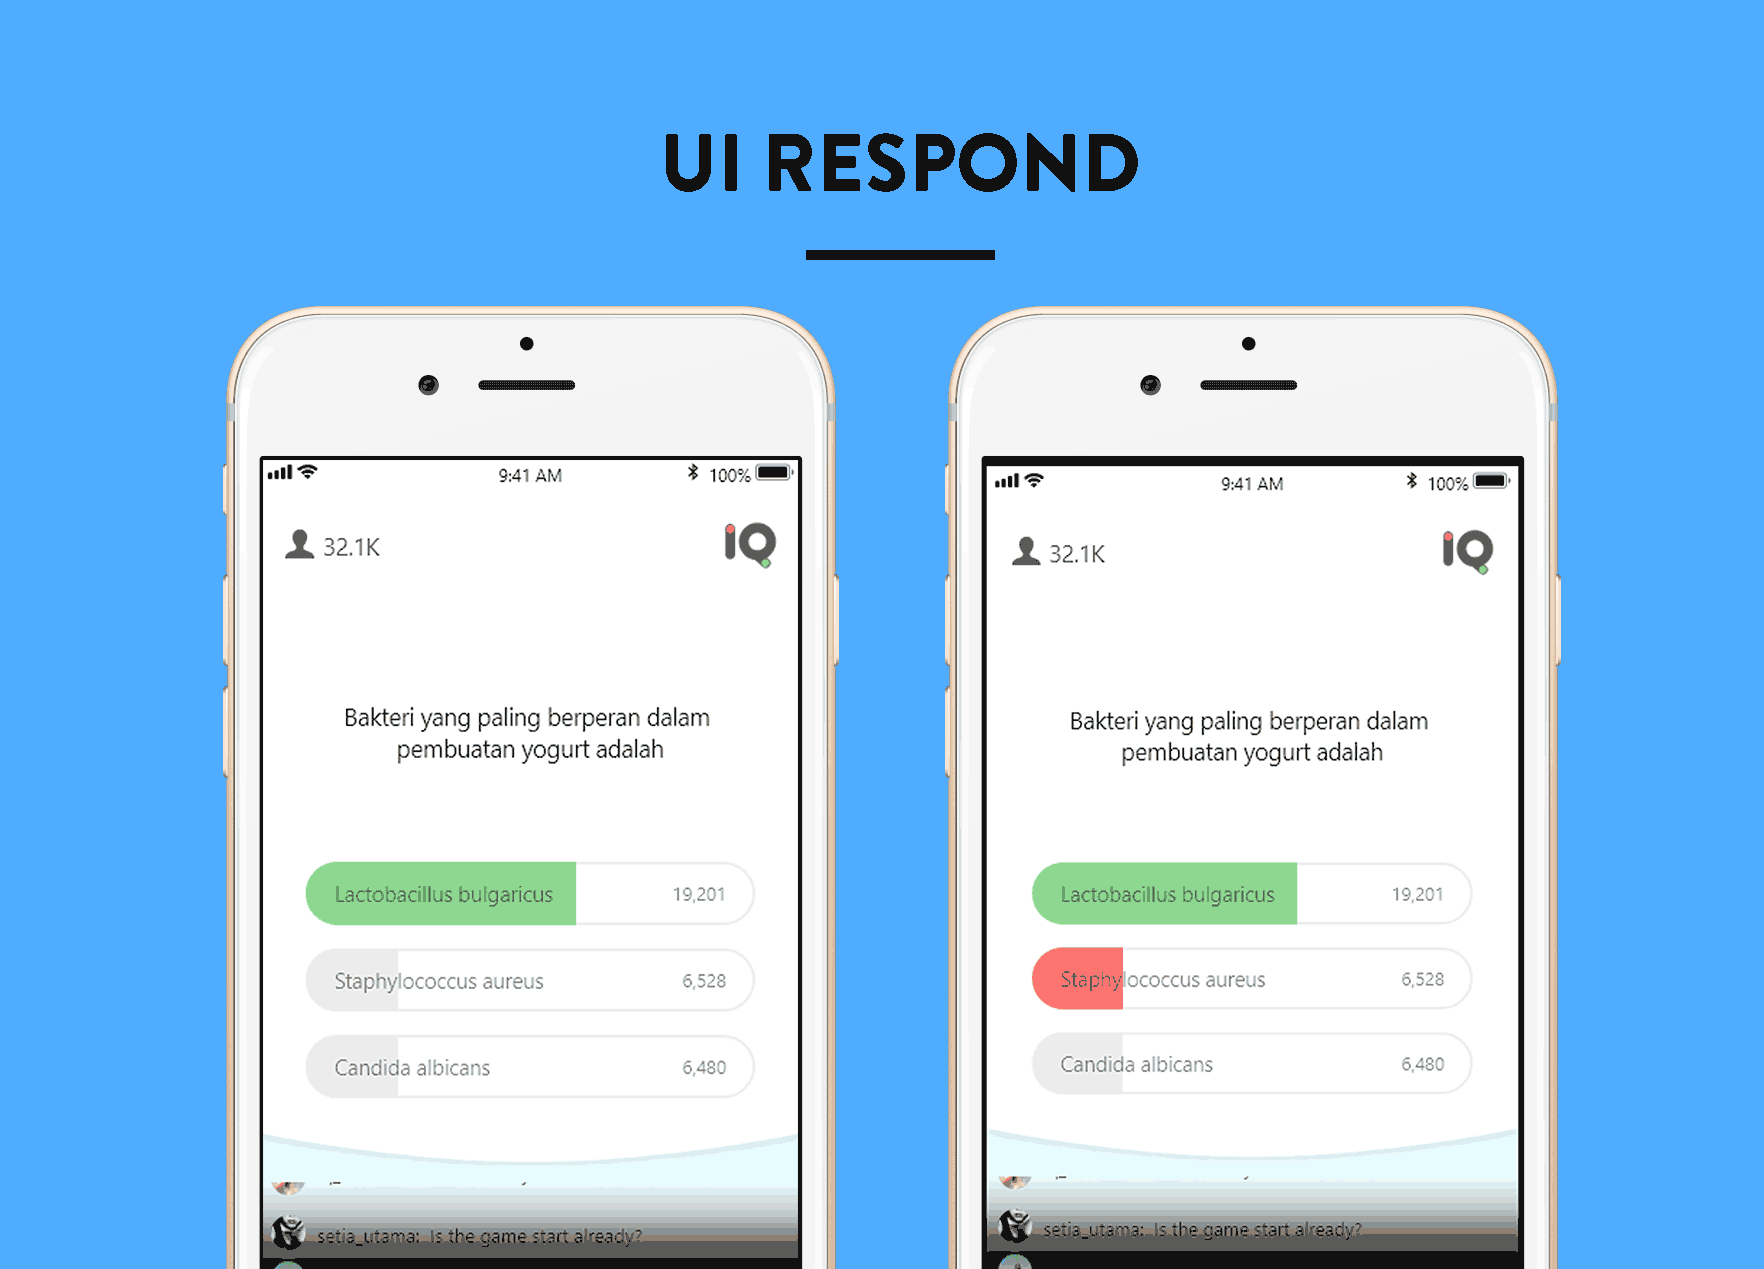 UI RESPOND
9:41 AM
100%
32.1K
iQ
Bakteri yang paling berperan dalam
pembuatan yogurt adalah
Lactobacillus bulgaricus 19,201
Staphylococcus aureus 6,528
Candida albicans 6,480
setia_utama: Is the game start already?
9:41 AM
100%
32.1K
iQ
Bakteri yang paling berperan dalam
pembuatan yogurt adalah
Lactobacillus bulgaricus 19,201
Staphylococcus aureus 6,528
Candida albicans 6,480
setia_utama: Is the game start already?